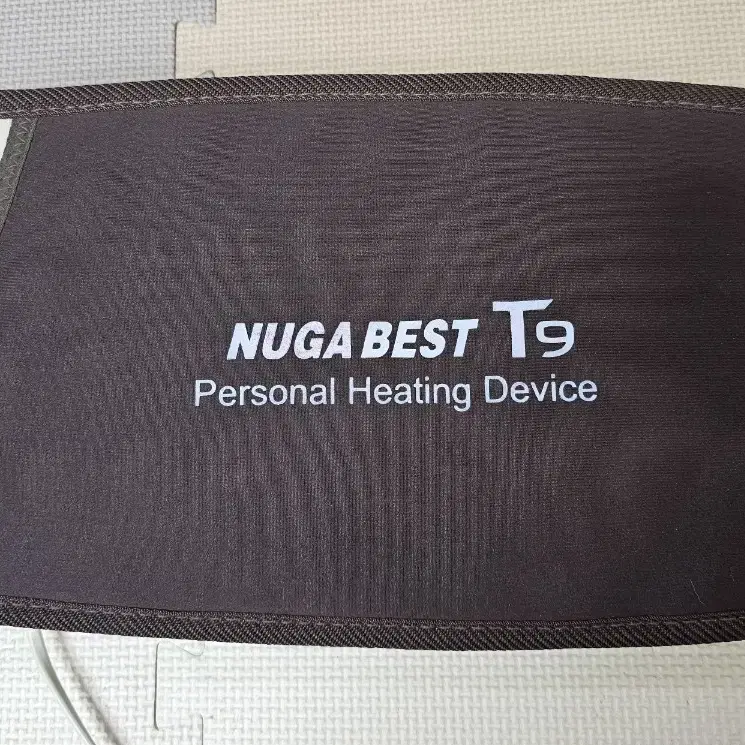 NUGA BEST T9
Personal Heating Device